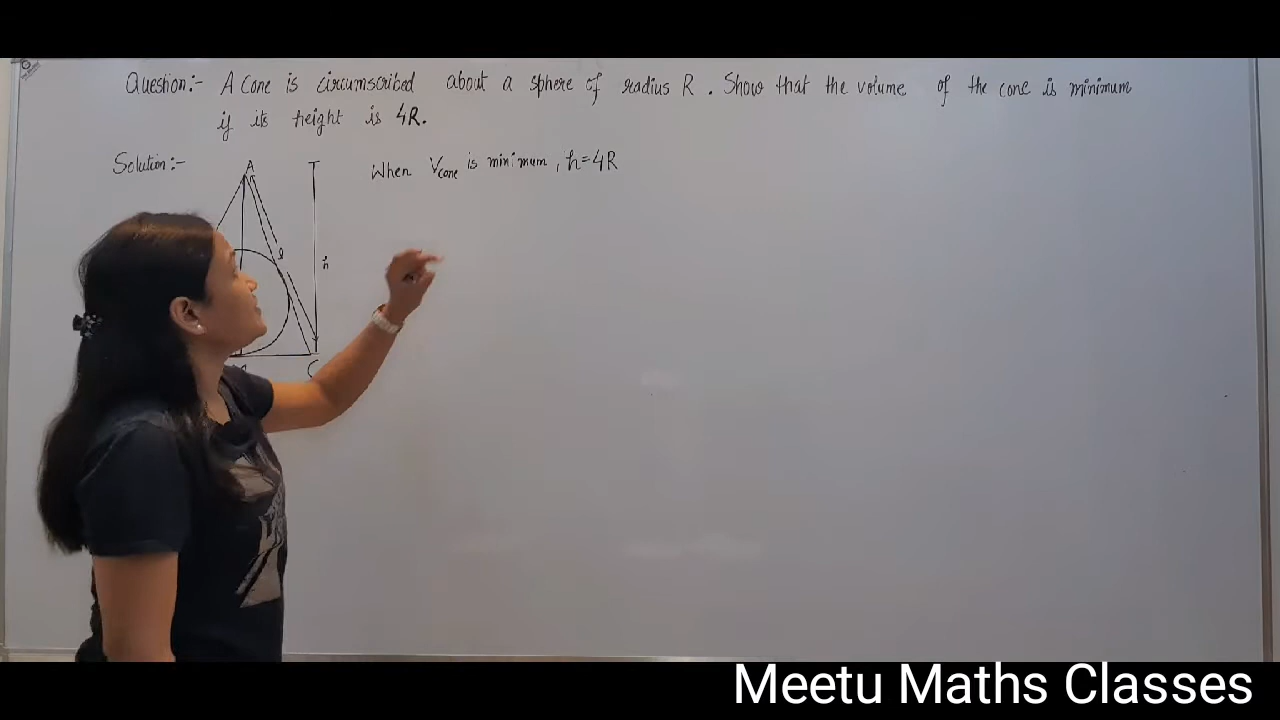 Question:- A Cone is circumscribed about a sphere of radius R. Show that the volume of the cone is minimum
if its height is 4R.
Solution:-
When Vcone is minimum, h=4R
A
l
h
C
Meetu Maths Classes